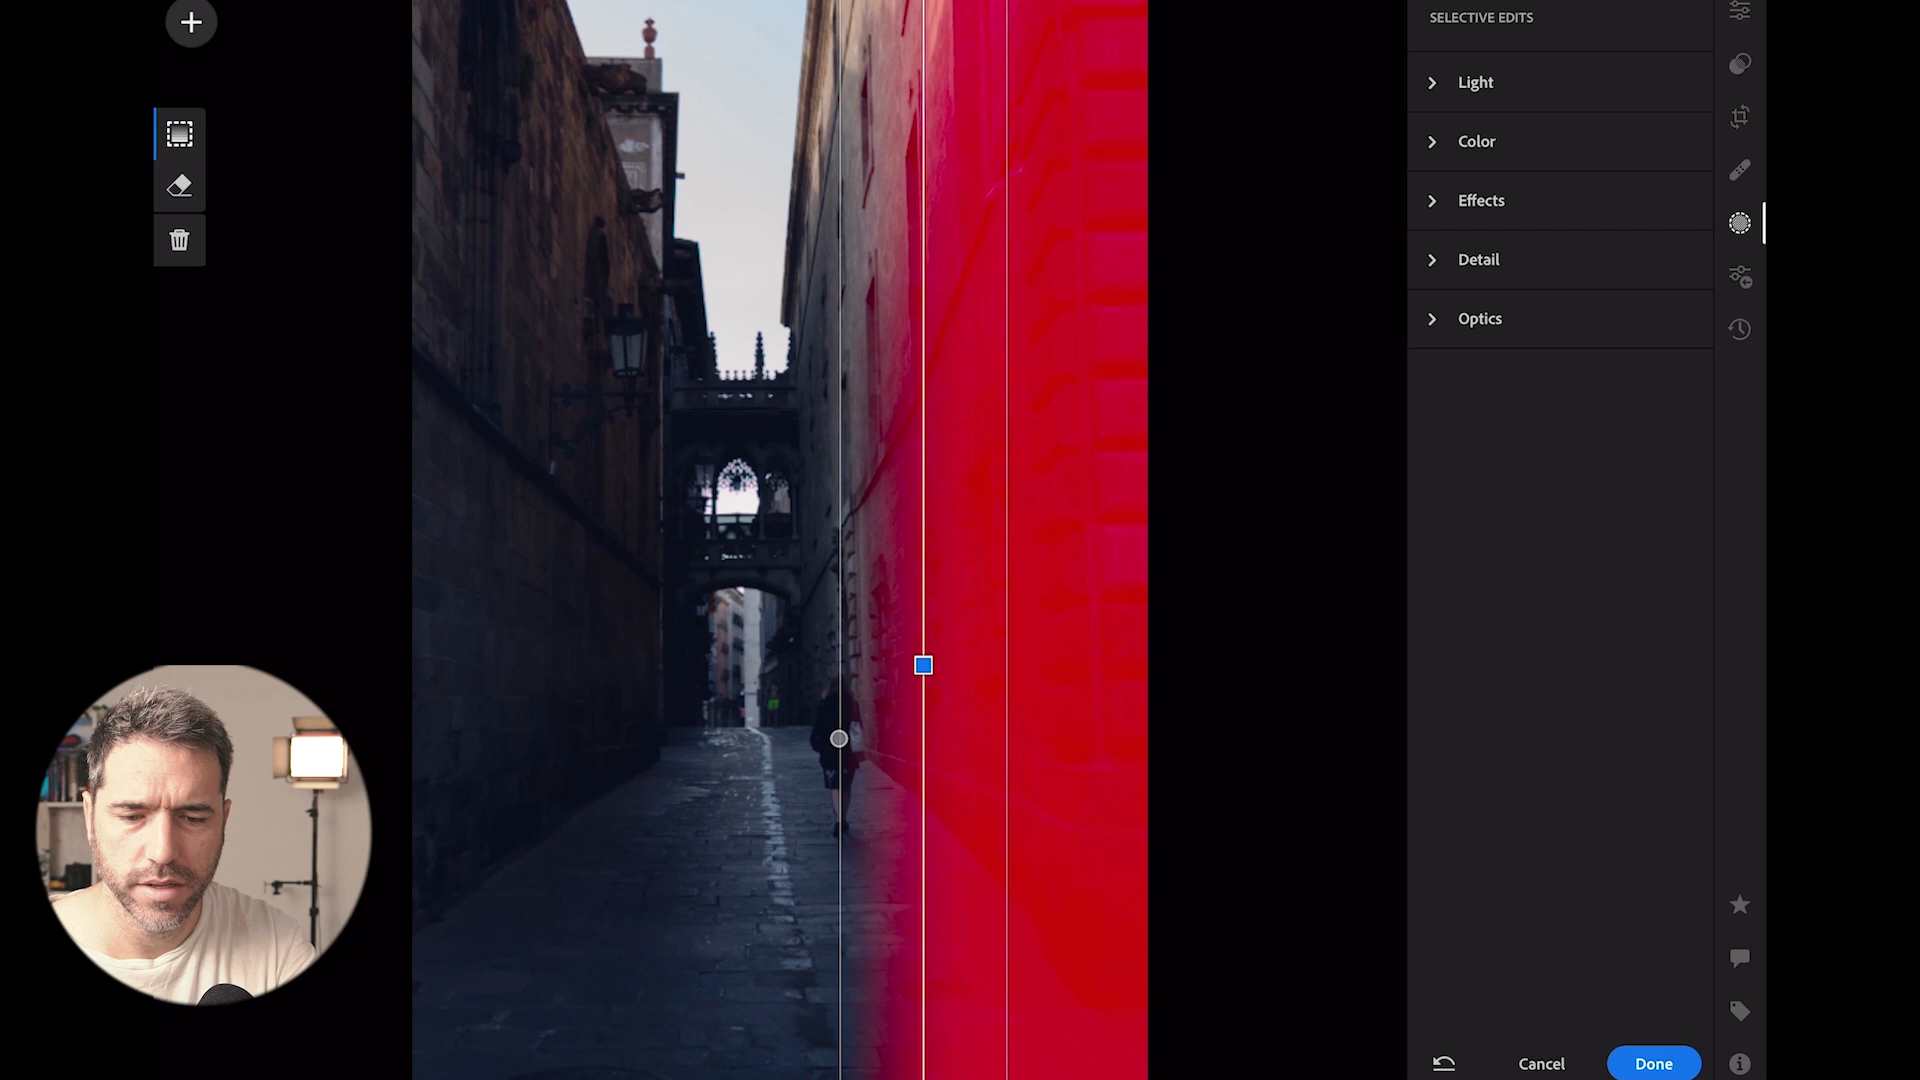 SELECTIVE EDITS
Light
Color
Effects
Detail
Optics
Cancel
Done